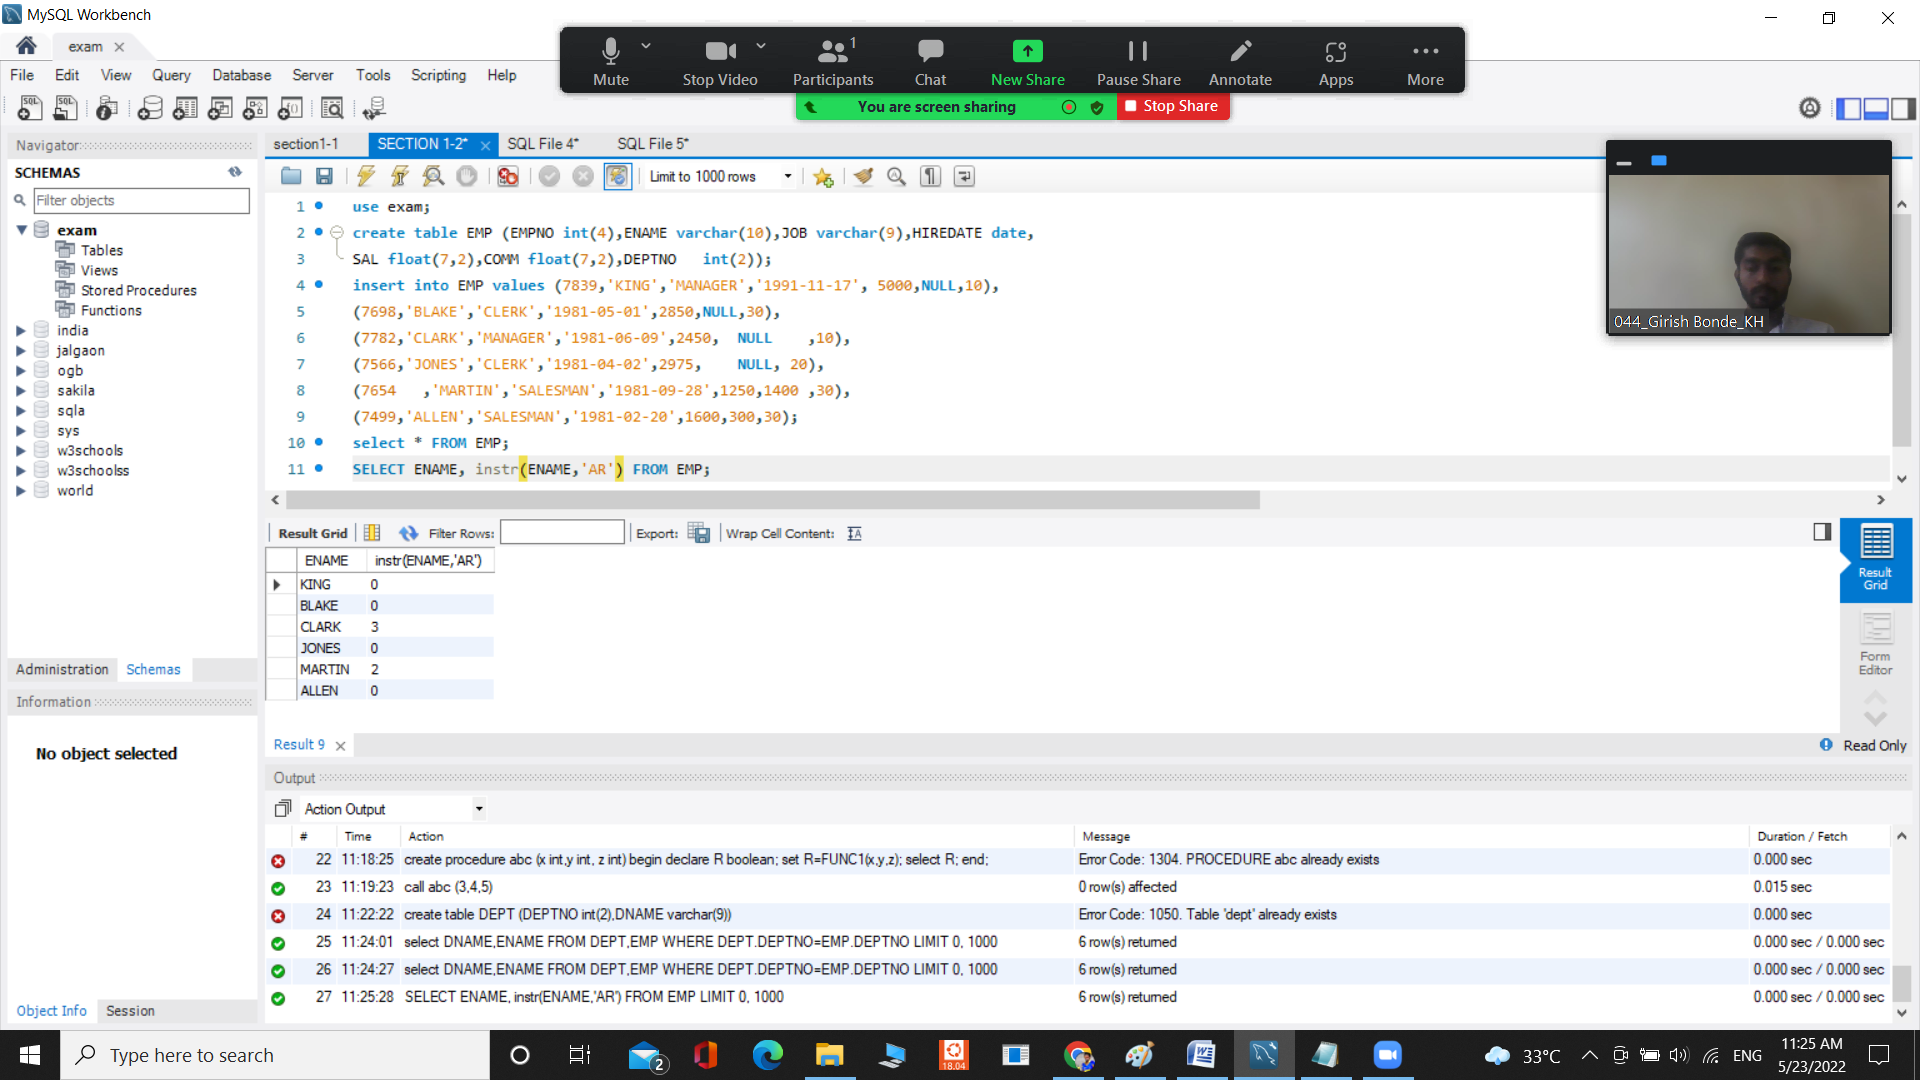 MySQL Workbench
exam
File Edit View Query Database Server Tools Scripting Help
Mute Stop Video Participants 1 Chat New Share Pause Share Annotate Apps More
You are screen sharing Stop Share
Navigator
section1-1 SECTION 1-2* SQL File 4* SQL File 5*
SCHEMAS
Filter objects
exam
Tables
Views
Stored Procedures
Functions
india
jalgaon
ogb
sakila
sqla
sys
w3schools
w3schoolss
world
Administration Schemas
Information
No object selected
Object Info Session
Limit to 1000 rows
1 use exam;
2 create table EMP (EMPNO int(4),ENAME varchar(10),JOB varchar(9),HIREDATE date,
3 SAL float(7,2),COMM float(7,2),DEPTNO int(2));
4 insert into EMP values (7839,'KING','MANAGER','1991-11-17', 5000,NULL,10),
5 (7698,'BLAKE','CLERK','1981-05-01',2850,NULL,30),
6 (7782,'CLARK','MANAGER','1981-06-09',2450, NULL ,10),
7 (7566,'JONES','CLERK','1981-04-02',2975, NULL, 20),
8 (7654 ,'MARTIN','SALESMAN','1981-09-28',1250,1400 ,30),
9 (7499,'ALLEN','SALESMAN','1981-02-20',1600,300,30);
10 select * FROM EMP;
11 SELECT ENAME, instr(ENAME,'AR') FROM EMP;
044_Girish Bonde_KH
Result Grid Filter Rows: Export: Wrap Cell Content:
ENAME instr(ENAME,'AR')
KING 0
BLAKE 0
CLARK 3
JONES 0
MARTIN 2
ALLEN 0
Result Grid
Form Editor
Result 9
Read Only
Output
Action Output
# Time Action Message Duration / Fetch
22 11:18:25 create procedure abc (x int,y int, z int) begin declare R boolean; set R=FUNC1(x,y,z); select R; end; Error Code: 1304. PROCEDURE abc already exists 0.000 sec
23 11:19:23 call abc (3,4,5) 0 row(s) affected 0.015 sec
24 11:22:22 create table DEPT (DEPTNO int(2),DNAME varchar(9)) Error Code: 1050. Table 'dept' already exists 0.000 sec
25 11:24:01 select DNAME,ENAME FROM DEPT,EMP WHERE DEPT.DEPTNO=EMP.DEPTNO LIMIT 0, 1000 6 row(s) returned 0.000 sec / 0.000 sec
26 11:24:27 select DNAME,ENAME FROM DEPT,EMP WHERE DEPT.DEPTNO=EMP.DEPTNO LIMIT 0, 1000 6 row(s) returned 0.000 sec / 0.000 sec
27 11:25:28 SELECT ENAME, instr(ENAME,'AR') FROM EMP LIMIT 0, 1000 6 row(s) returned 0.000 sec / 0.000 sec
Type here to search
2
18.04
33°C
ENG
11:25 AM
5/23/2022